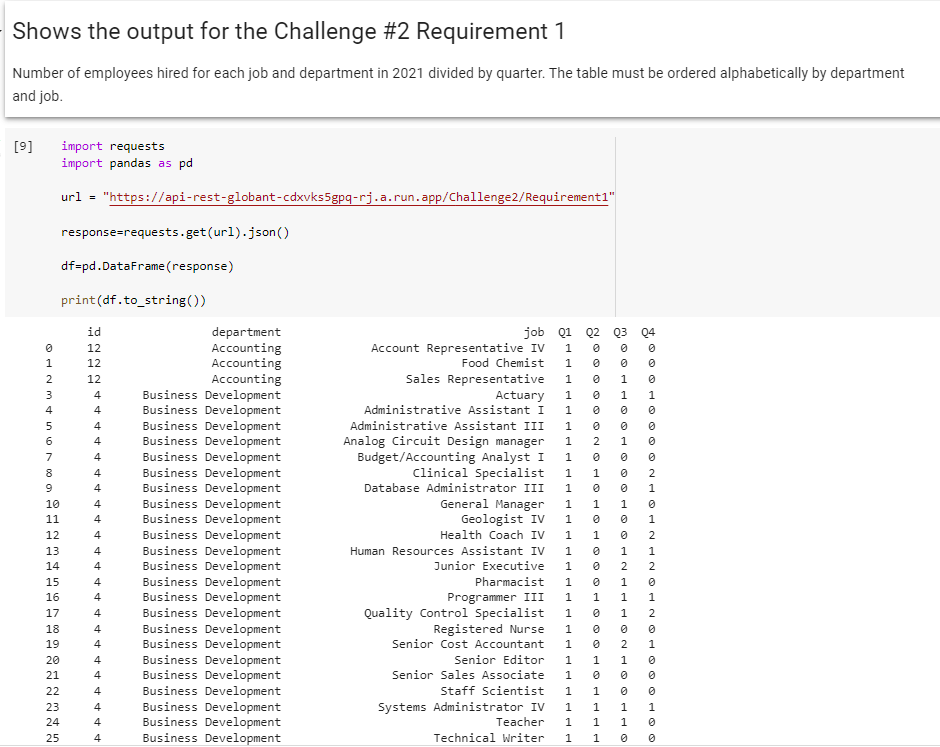 Shows the output for the Challenge #2 Requirement 1
Number of employees hired for each job and department in 2021 divided by quarter. The table must be ordered alphabetically by department
and job.
[9]
import requests
import pandas as pd
url = "https://api-rest-globant-cdxvks5gpq-rj.a.run.app/Challenge2/Requirement1"
response=requests.get(url).json()
df=pd.DataFrame(response)
print(df.to_string())
id department job Q1 Q2 Q3 Q4
0 12 Accounting Account Representative IV 1 0 0 0
1 12 Accounting Food Chemist 1 0 0 0
2 12 Accounting Sales Representative 1 0 1 0
3 4 Business Development Actuary 1 0 1 1
4 4 Business Development Administrative Assistant I 1 0 0 0
5 4 Business Development Administrative Assistant III 1 0 0 0
6 4 Business Development Analog Circuit Design manager 1 2 1 0
7 4 Business Development Budget/Accounting Analyst I 1 0 0 0
8 4 Business Development Clinical Specialist 1 1 0 2
9 4 Business Development Database Administrator III 1 0 0 1
10 4 Business Development General Manager 1 1 1 0
11 4 Business Development Geologist IV 1 0 0 1
12 4 Business Development Health Coach IV 1 1 0 2
13 4 Business Development Human Resources Assistant IV 1 0 1 1
14 4 Business Development Junior Executive 1 0 2 2
15 4 Business Development Pharmacist 1 0 1 0
16 4 Business Development Programmer III 1 1 1 1
17 4 Business Development Quality Control Specialist 1 0 1 2
18 4 Business Development Registered Nurse 1 0 0 0
19 4 Business Development Senior Cost Accountant 1 0 2 1
20 4 Business Development Senior Editor 1 1 1 0
21 4 Business Development Senior Sales Associate 1 0 0 0
22 4 Business Development Staff Scientist 1 1 0 0
23 4 Business Development Systems Administrator IV 1 1 1 1
24 4 Business Development Teacher 1 1 1 0
25 4 Business Development Technical Writer 1 1 0 0